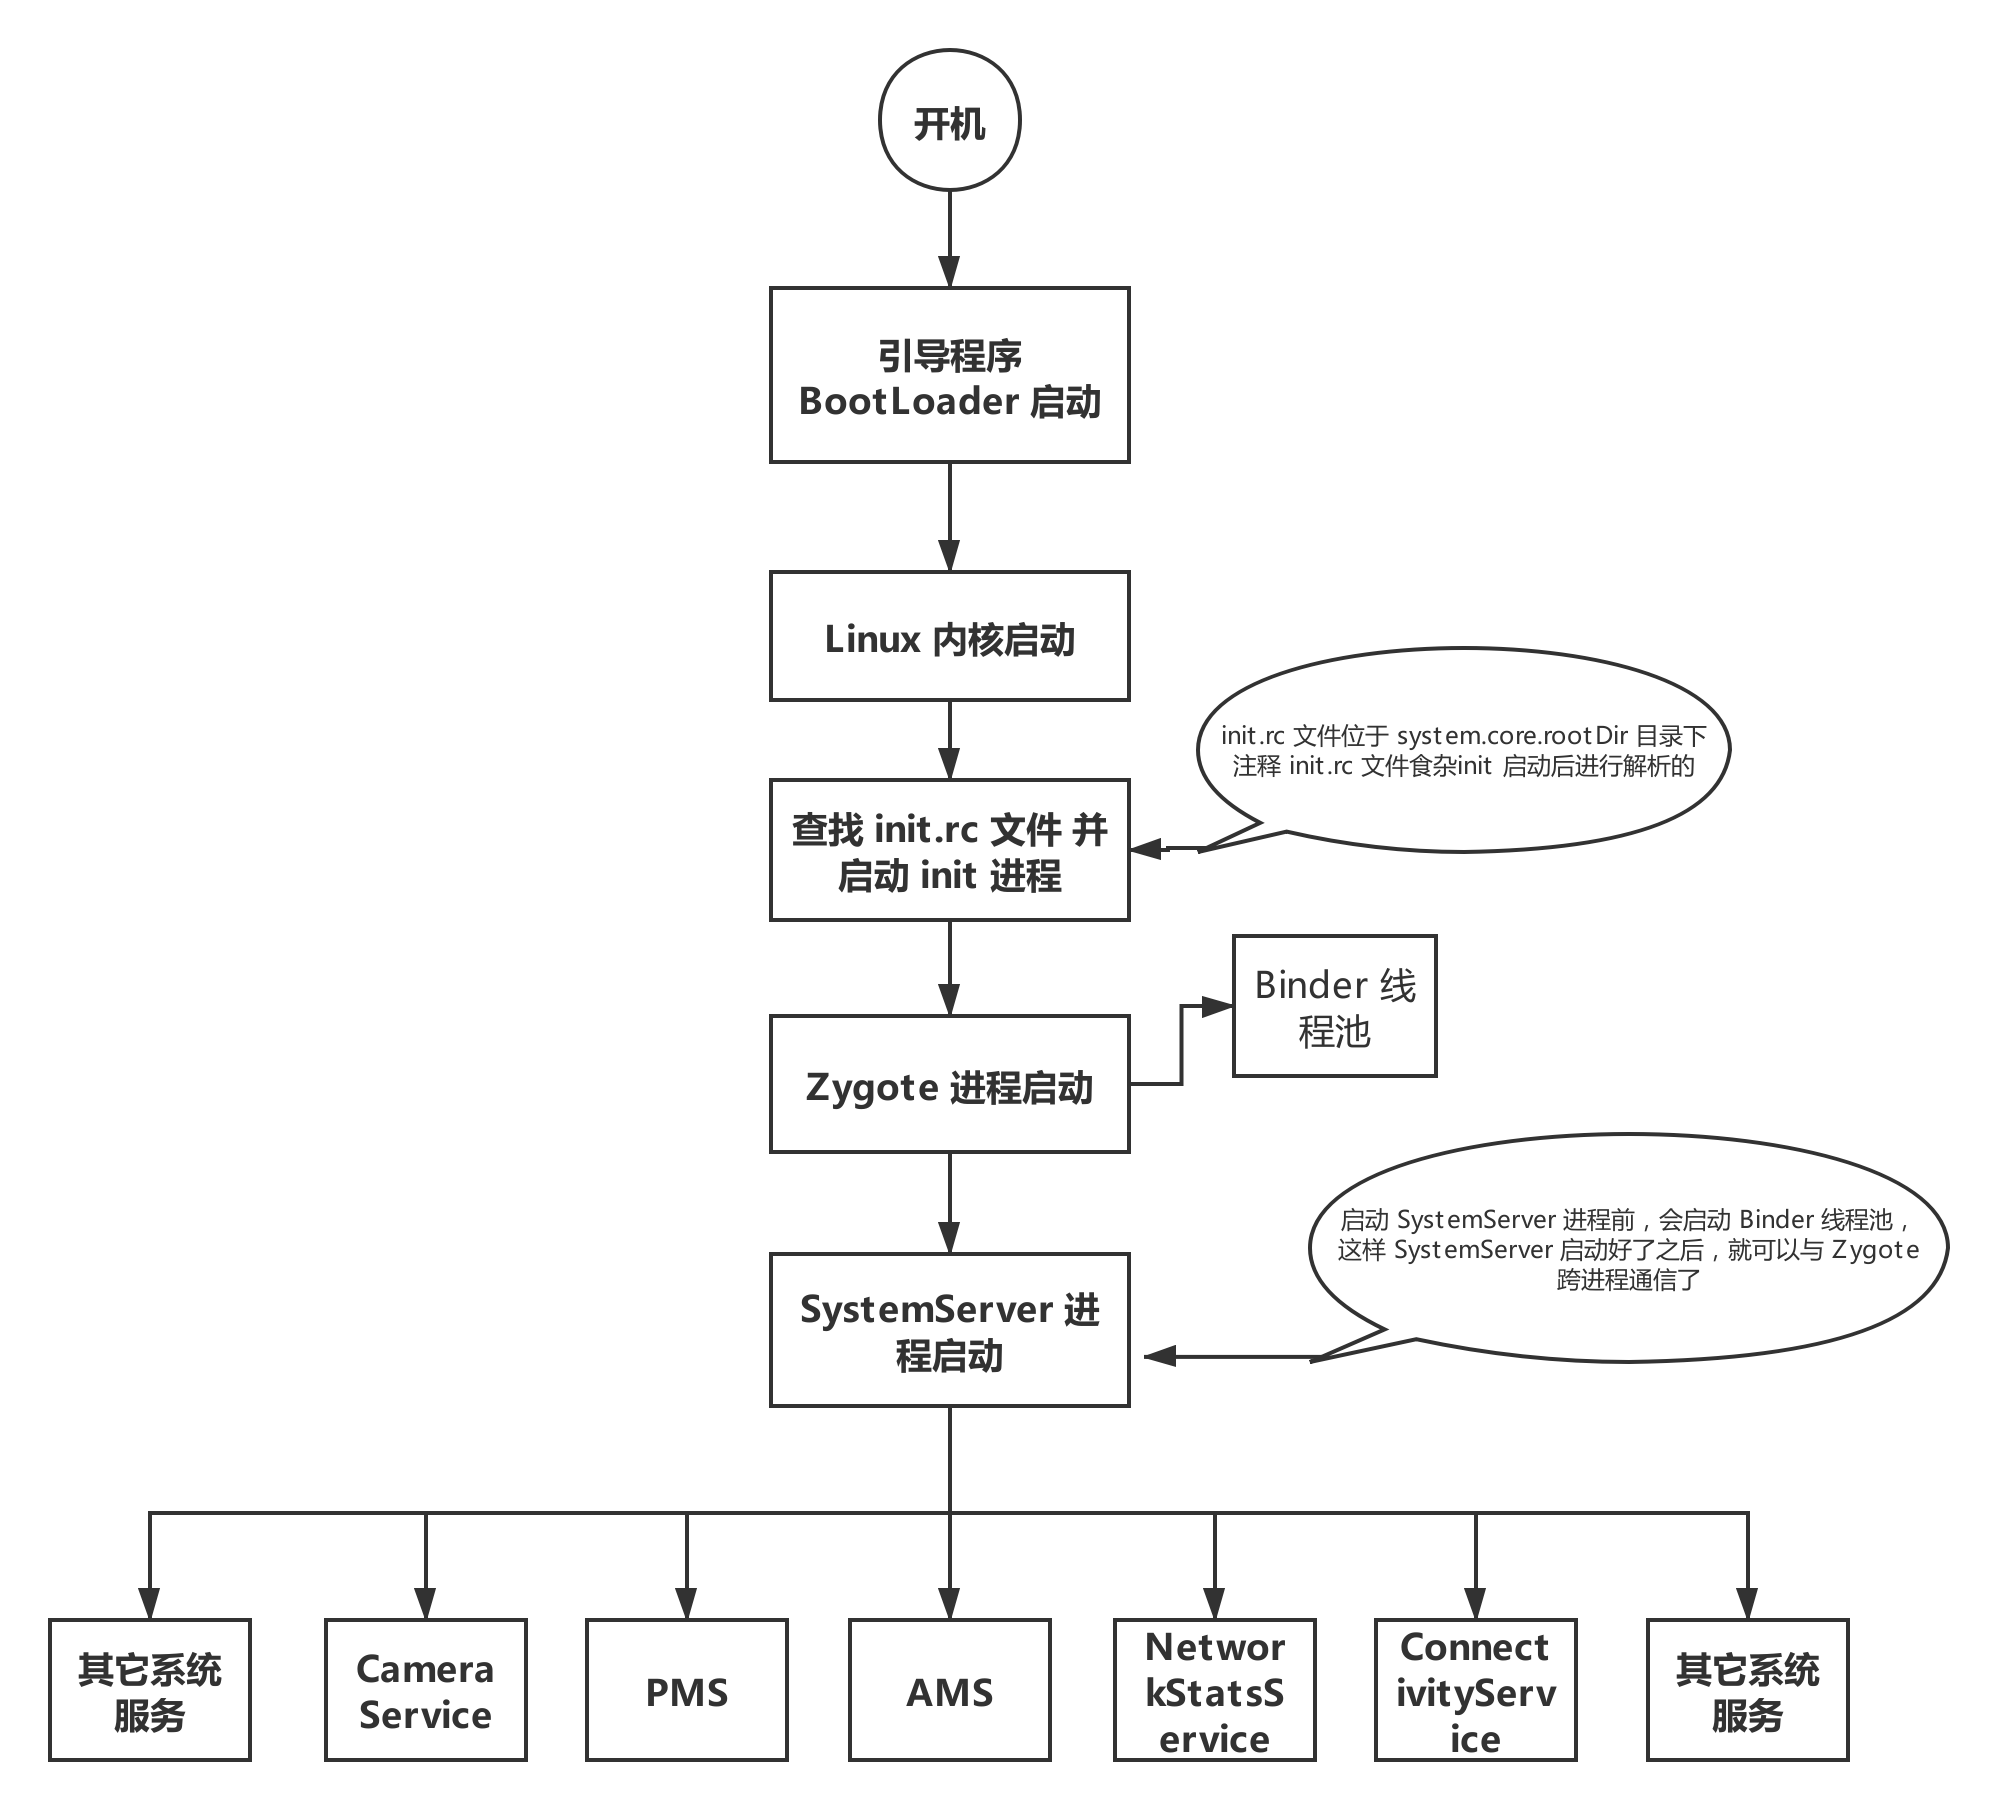 开机
引导程序
BootLoader 启动
Linux 内核启动
init.rc 文件位于 system.core.rootDir 目录下
注释 init.rc 文件食杂init 启动后进行解析的
查找 init.rc 文件 并
启动 init 进程
Binder 线
程池
Zygote 进程启动
启动 SystemServer 进程前，会启动 Binder 线程池，
这样 SystemServer 启动好了之后，就可以与 Zygote
跨进程通信了
SystemServer 进
程启动
其它系统
服务
Camera
Service
PMS
AMS
Networ
kStatsS
ervice
Connect
ivityServ
ice
其它系统
服务